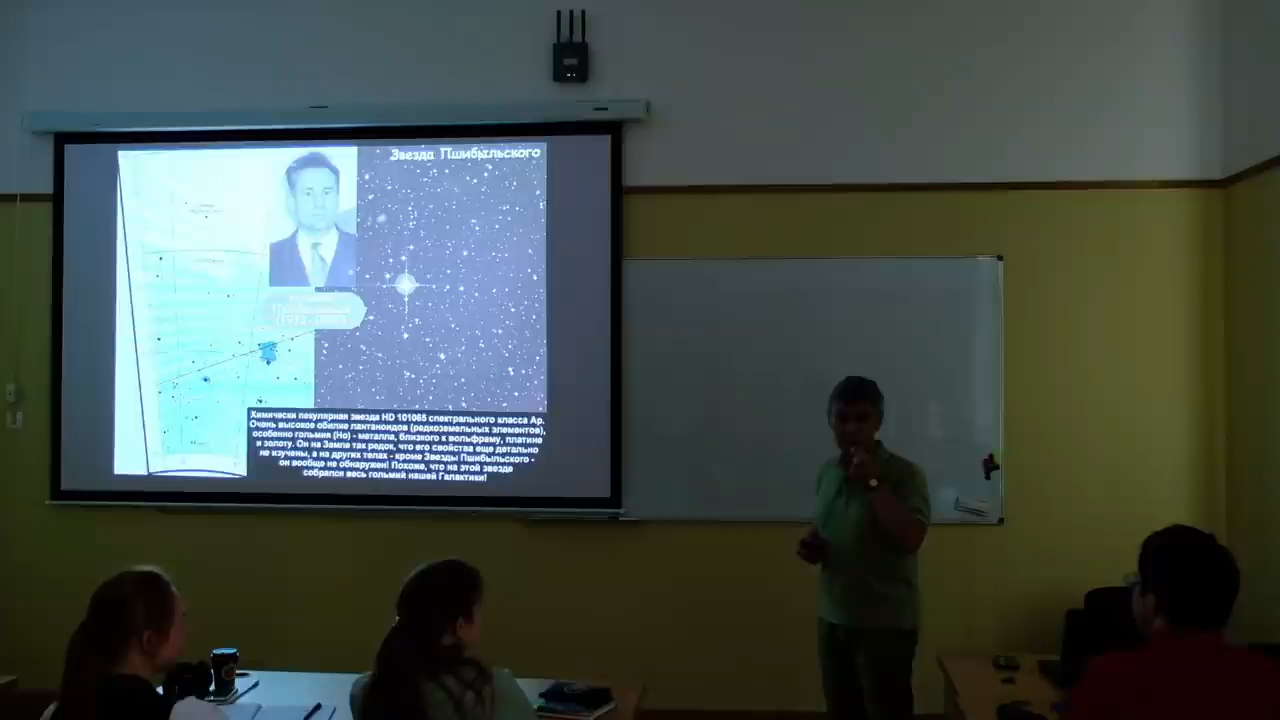 Звезда Пшибыльского
Химически пекулярная звезда HD 101065 спектрального класса Ap.
Очень высокое обилие лантаноидов (редкоземельных элементов),
особенно гольмия (Ho) - металла, близкого к вольфраму, платине
и золоту. Он на Земле так редок, что его свойства еще детально
не изучены, а на других телах - кроме Звезды Пшибыльского -
он вообще не обнаружен! Похоже, что на этой звезде
собрался весь гольмий нашей Галактики!